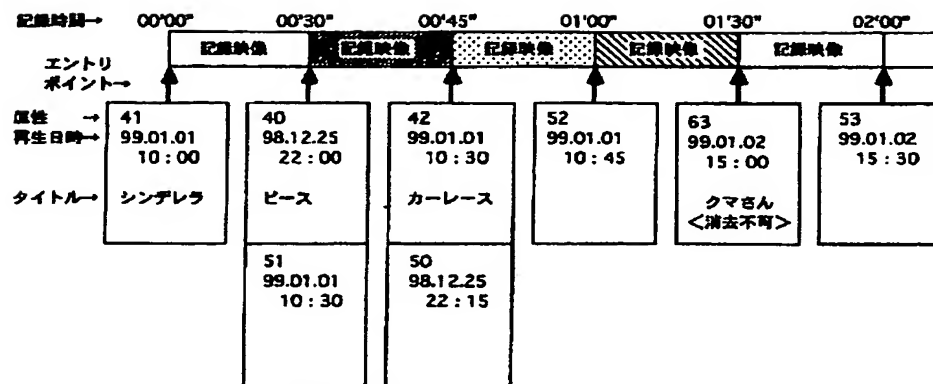 記録時間→ 00'00" 00'30" 00'45" 01'00" 01'30" 02'00"
記録映像 記録映像 記録映像 記録映像 記録映像
エントリ
ポイント→
属性 →
再生日時→
タイトル→
41
99.01.01
10：00
シンデレラ
40
98.12.25
22：00
ピース
42
99.01.01
10：30
カーレース
52
99.01.01
10：45
63
99.01.02
15：00
クマさん
<消去不可>
53
99.01.02
15：30
51
99.01.01
10：30
50
98.12.25
22：15